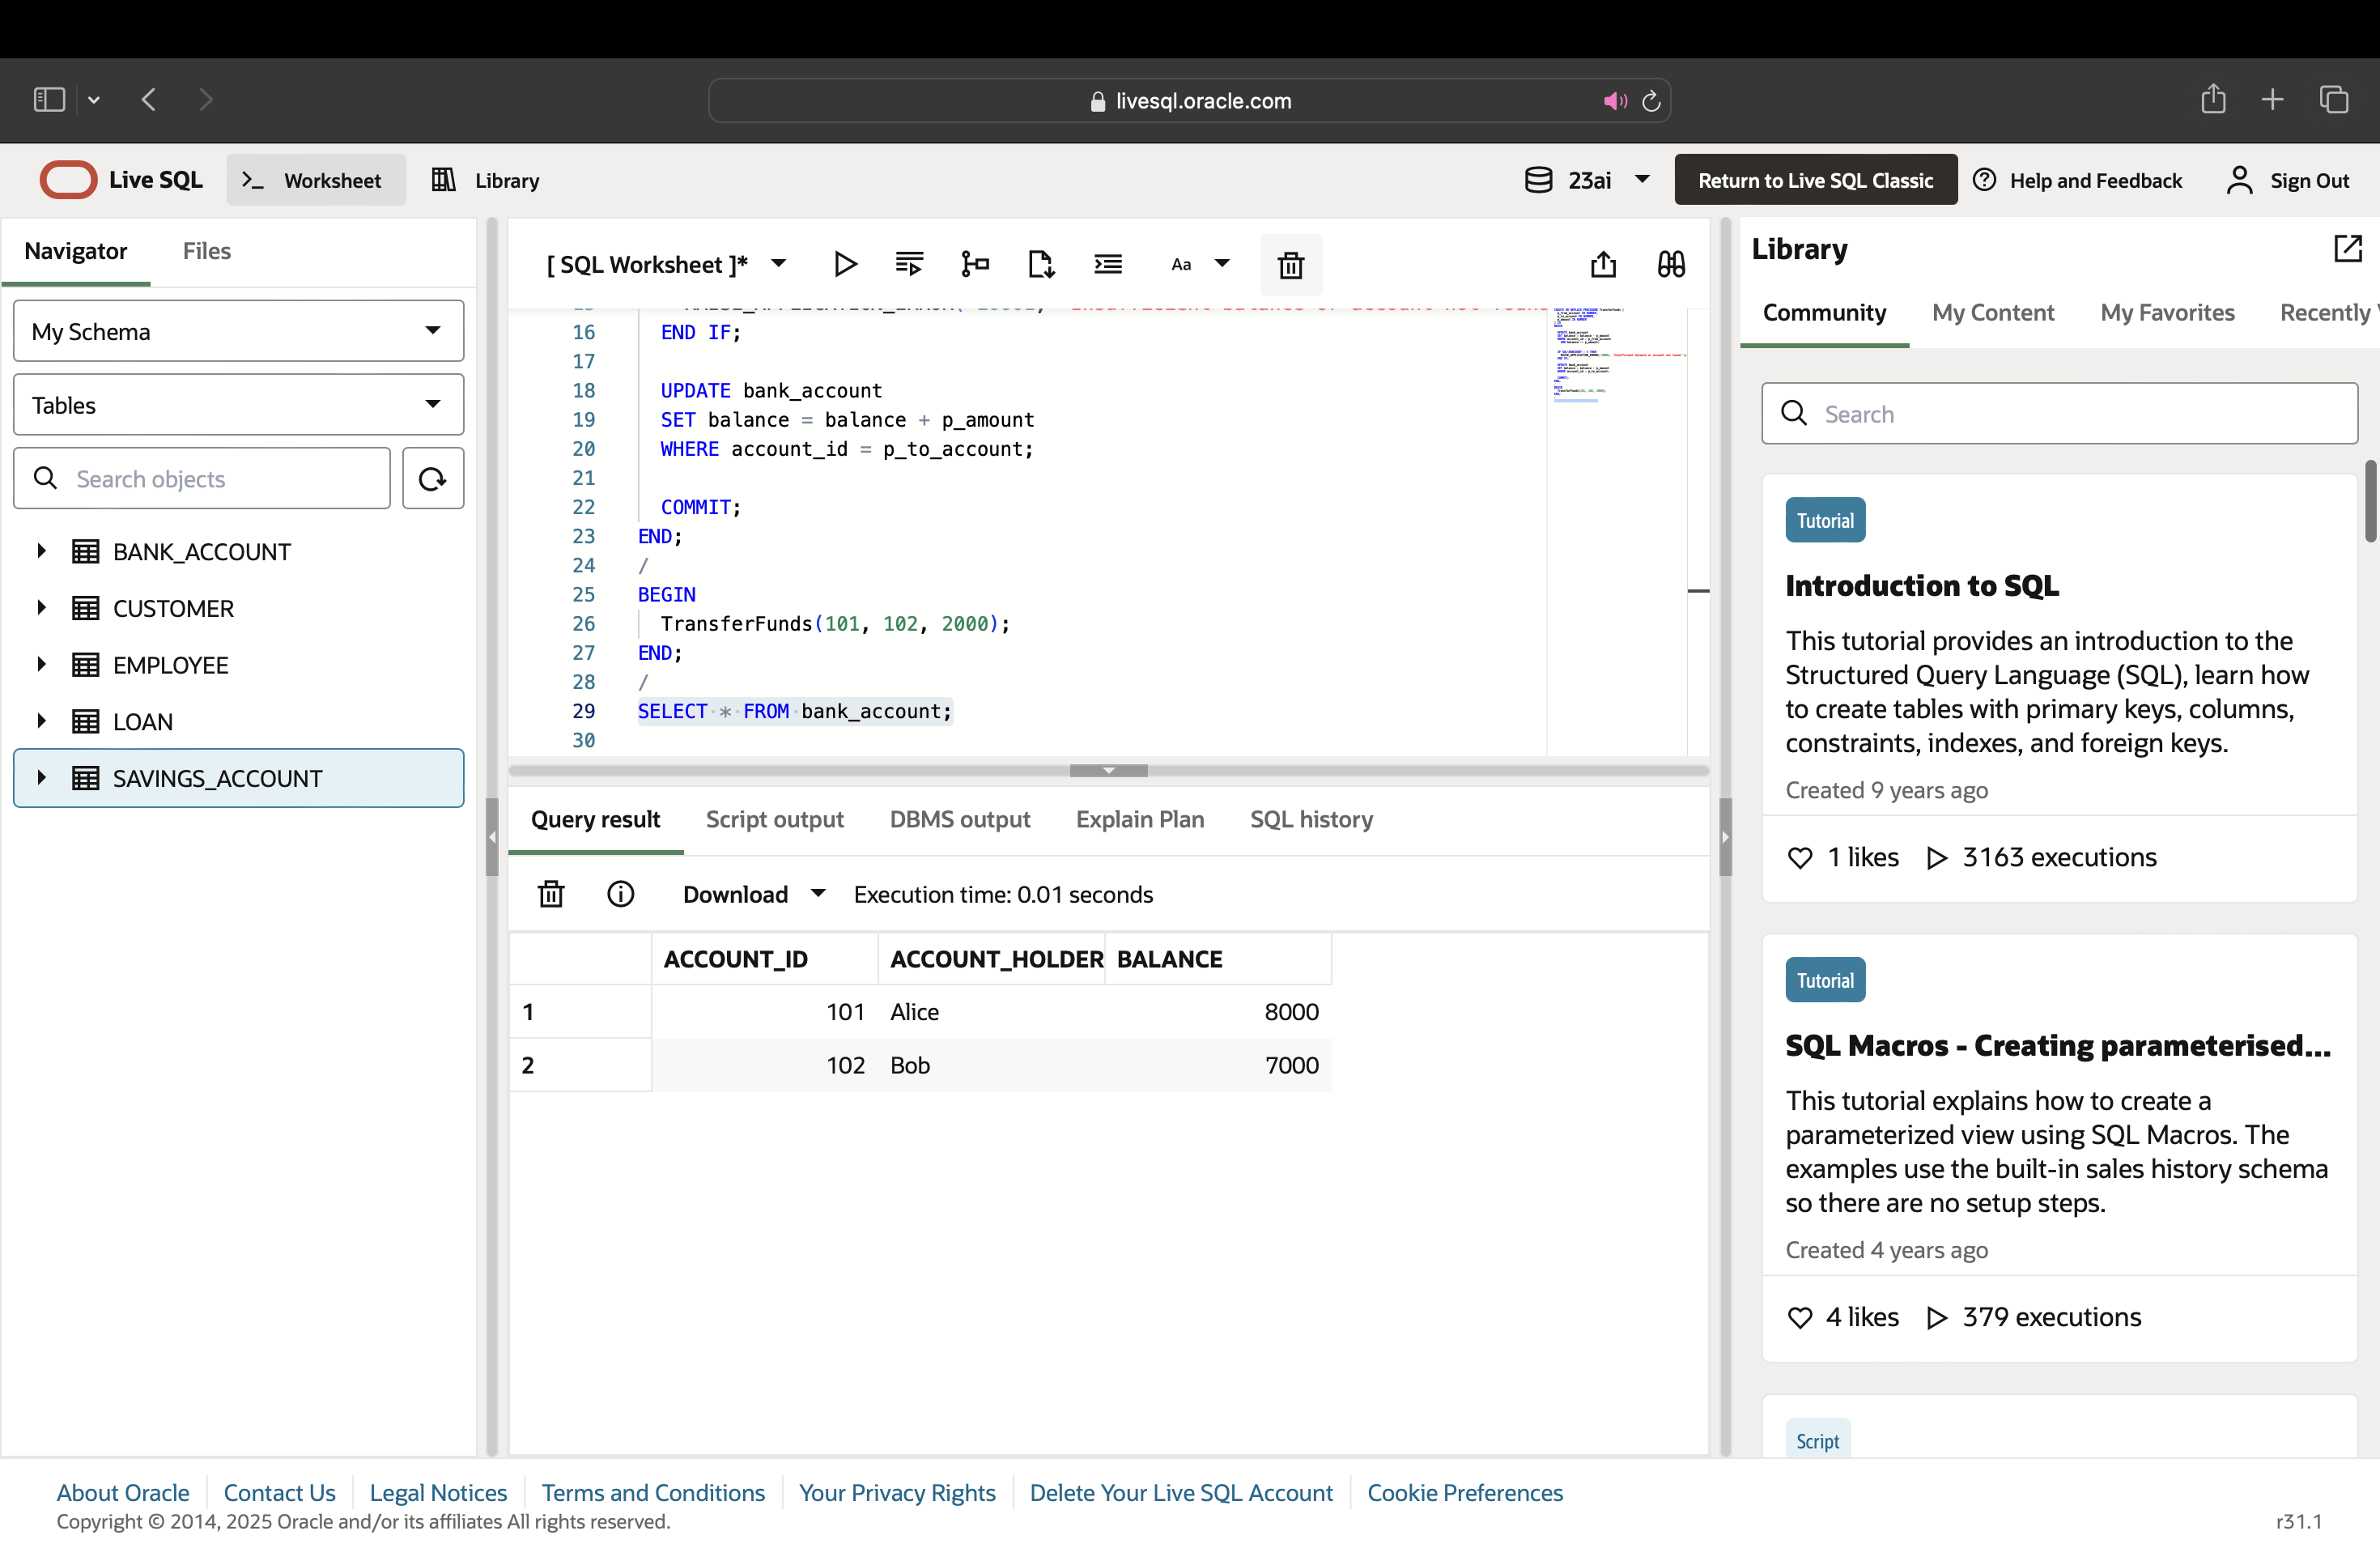 livesql.oracle.com
Live SQL
Worksheet
Library
23ai
Return to Live SQL Classic
Help and Feedback
Sign Out
Navigator
Files
My Schema
Tables
Search objects
BANK_ACCOUNT
CUSTOMER
EMPLOYEE
LOAN
SAVINGS_ACCOUNT
[ SQL Worksheet ]*
Aa
16 END IF;
17
18 UPDATE bank_account
19 SET balance = balance + p_amount
20 WHERE account_id = p_to_account;
21
22 COMMIT;
23 END;
24 /
25 BEGIN
26 TransferFunds(101, 102, 2000);
27 END;
28 /
29 SELECT * FROM bank_account;
30
Query result
Script output
DBMS output
Explain Plan
SQL history
Download
Execution time: 0.01 seconds
ACCOUNT_ID ACCOUNT_HOLDER BALANCE
1 101 Alice 8000
2 102 Bob 7000
Library
Community
My Content
My Favorites
Recently
Search
Tutorial
Introduction to SQL
This tutorial provides an introduction to the
Structured Query Language (SQL), learn how
to create tables with primary keys, columns,
constraints, indexes, and foreign keys.
Created 9 years ago
1 likes 3163 executions
Tutorial
SQL Macros - Creating parameterised...
This tutorial explains how to create a
parameterized view using SQL Macros. The
examples use the built-in sales history schema
so there are no setup steps.
Created 4 years ago
4 likes 379 executions
Script
About Oracle
Contact Us
Legal Notices
Terms and Conditions
Your Privacy Rights
Delete Your Live SQL Account
Cookie Preferences
Copyright © 2014, 2025 Oracle and/or its affiliates All rights reserved.
r31.1